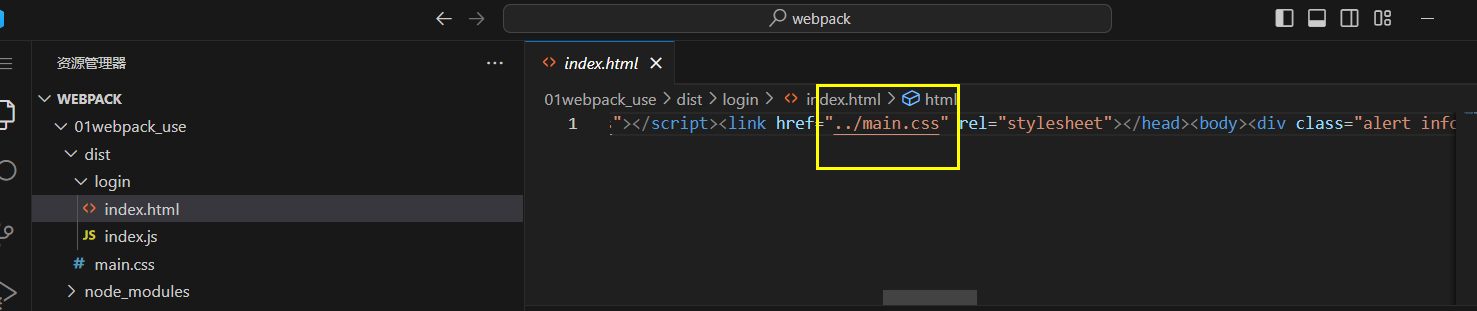 webpack
资源管理器
index.html
WEBPACK
01webpack_use
dist
login
index.html
JS index.js
# main.css
node_modules
01webpack_use > dist > login > index.html > html
1 ;"></script><link href="../main.css" rel="stylesheet"></head><body><div class="alert info